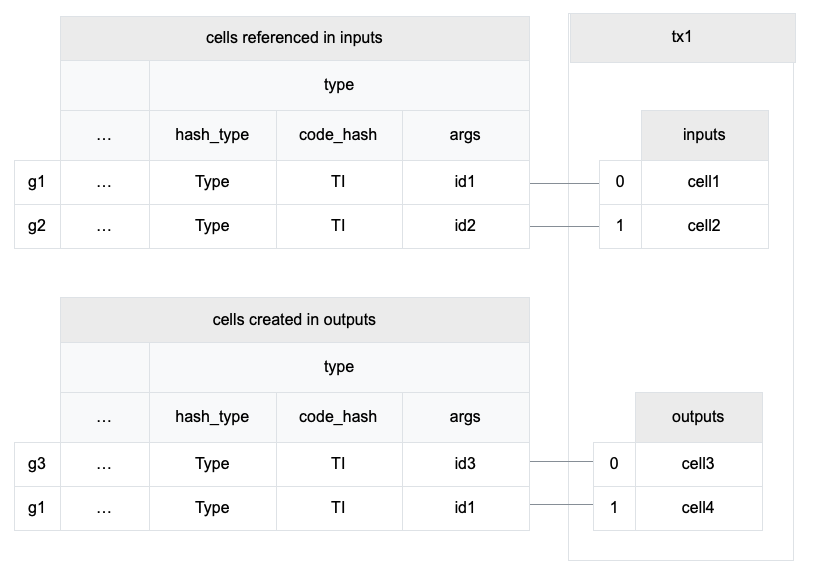 cells referenced in inputs
type
... hash_type code_hash args
g1 ... Type TI id1
g2 ... Type TI id2
tx1
inputs
0 cell1
1 cell2
cells created in outputs
type
... hash_type code_hash args
g3 ... Type TI id3
g1 ... Type TI id1
outputs
0 cell3
1 cell4